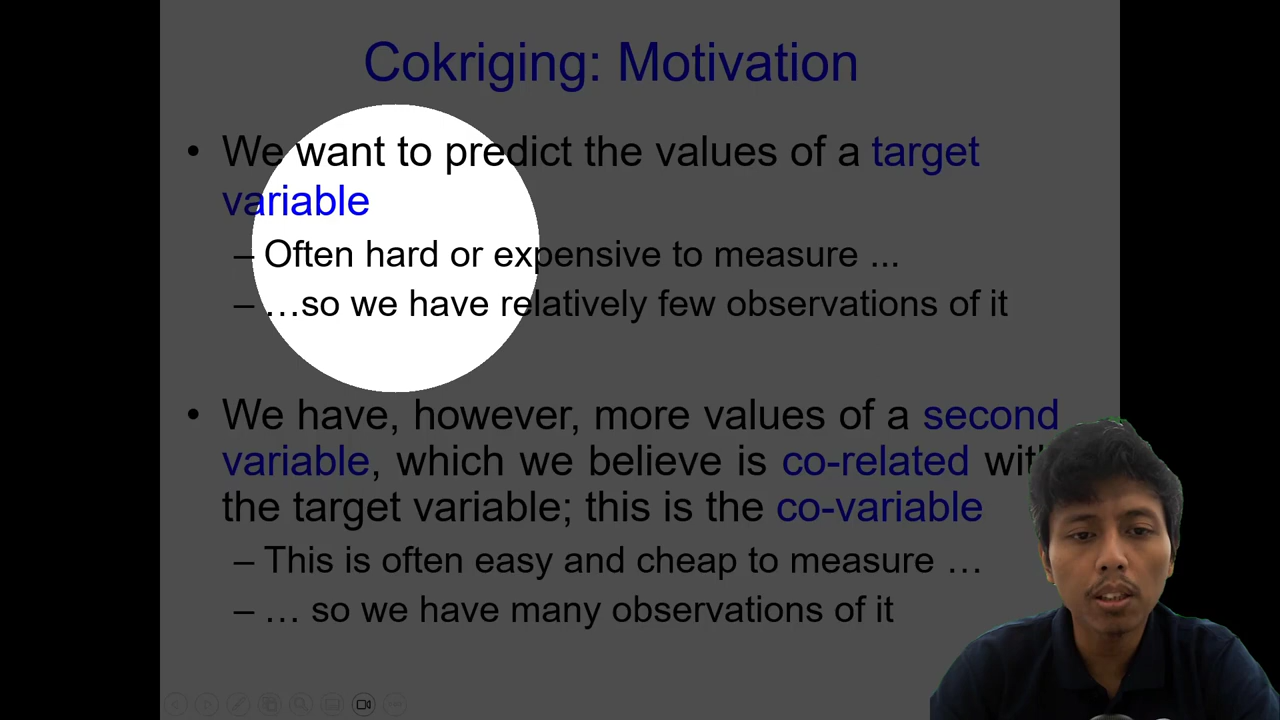 Cokriging: Motivation
• We want to predict the values of a target
variable
– Often hard or expensive to measure ...
– …so we have relatively few observations of it
• We have, however, more values of a second
variable, which we believe is co-related with
the target variable; this is the co-variable
– This is often easy and cheap to measure …
– … so we have many observations of it